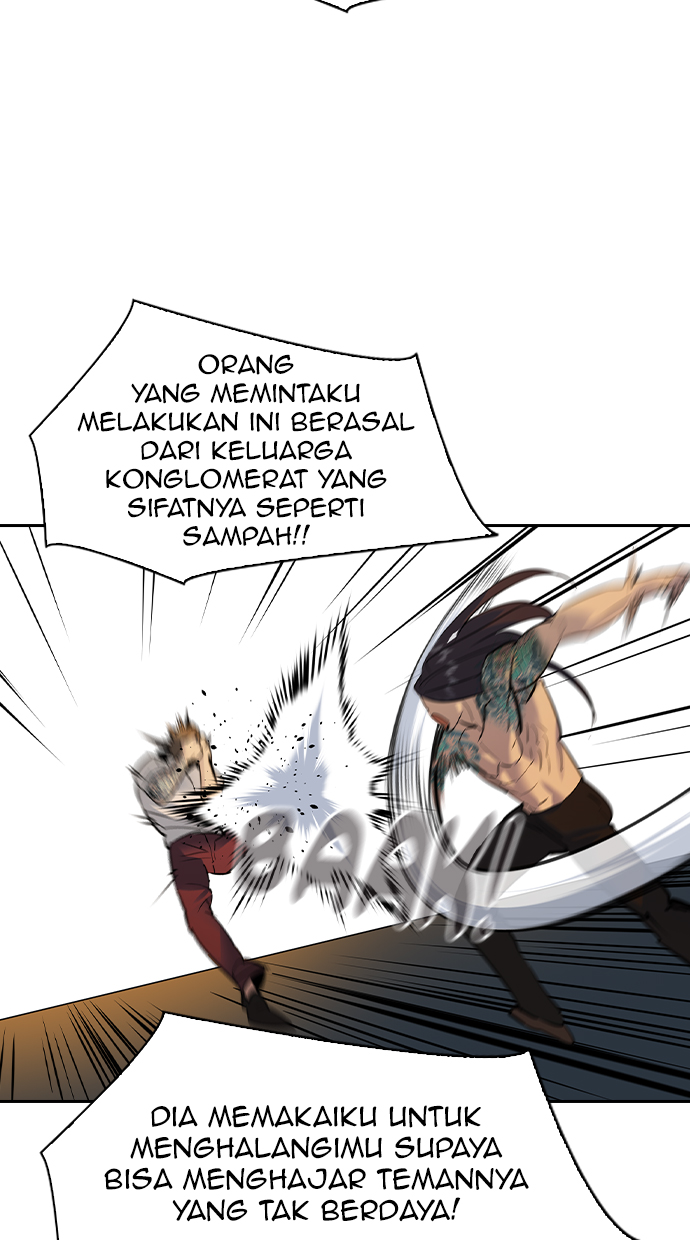 ORANG
YANG MEMINTAKU
MELAKUKAN INI BERASAL
DARI KELUARGA
KONGLOMERAT YANG
SIFATNYA SEPERTI
SAMPAH!!
BAAK!
DIA MEMAKAIKU UNTUK
MENGHALANGIMU SUPAYA
BISA MENGHAJAR TEMANNYA
YANG TAK BERDAYA!